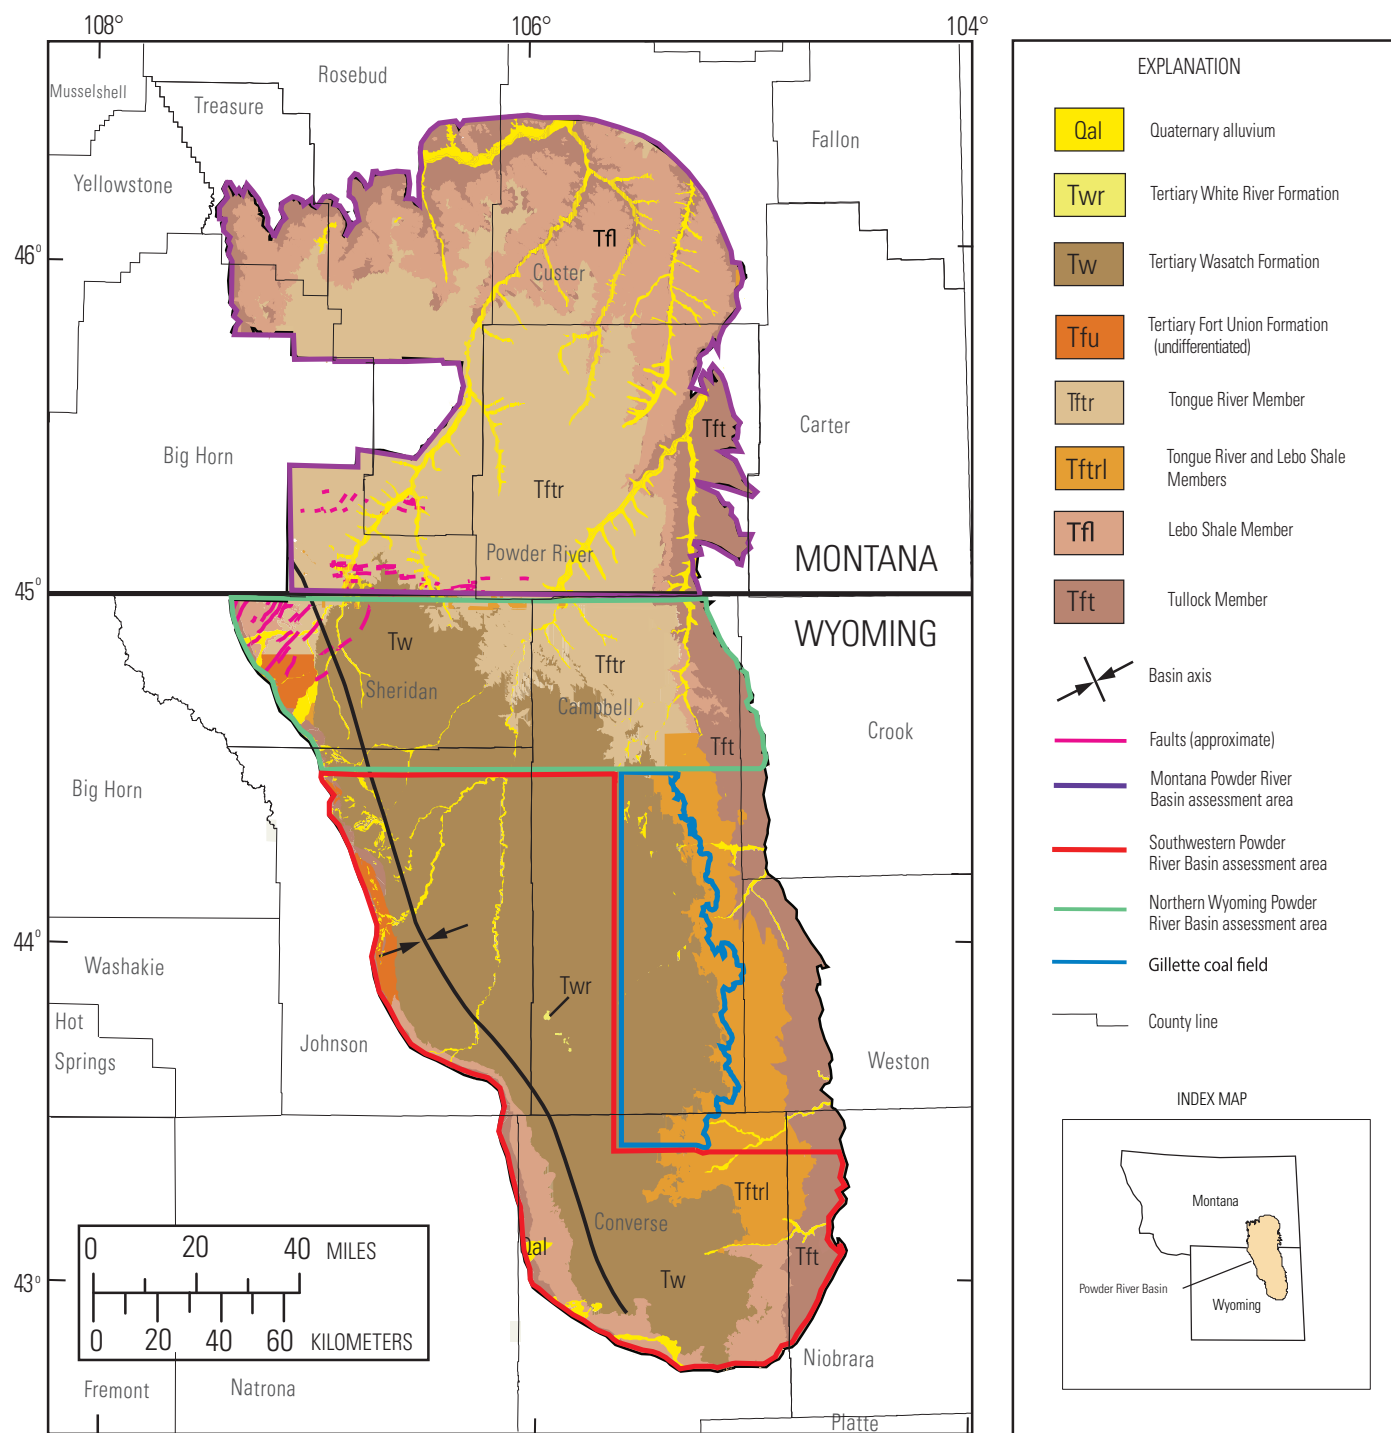 108°
106°
104°
Rosebud
Musselshell
Treasure
Fallon
Yellowstone
46°
Tfl
Custer
Tft
Carter
Big Horn
Tftr
Powder River
MONTANA
45°
WYOMING
Tw
Tftr
Sheridan
Campbell
Crook
Tft
Big Horn
44°
Washakie
Twr
Hot
Springs
Johnson
Weston
Tftrl
Converse
Qal
Tft
43°
Tw
0 20 40 MILES
0 20 40 60 KILOMETERS
Niobrara
Fremont
Natrona
Platte
EXPLANATION
Qal Quaternary alluvium
Twr Tertiary White River Formation
Tw Tertiary Wasatch Formation
Tfu Tertiary Fort Union Formation
(undifferentiated)
Tftr Tongue River Member
Tftrl Tongue River and Lebo Shale
Members
Tfl Lebo Shale Member
Tft Tullock Member
Basin axis
Faults (approximate)
Montana Powder River
Basin assessment area
Southwestern Powder
River Basin assessment area
Northern Wyoming Powder
River Basin assessment area
Gillette coal field
County line
INDEX MAP
Montana
Powder River Basin
Wyoming